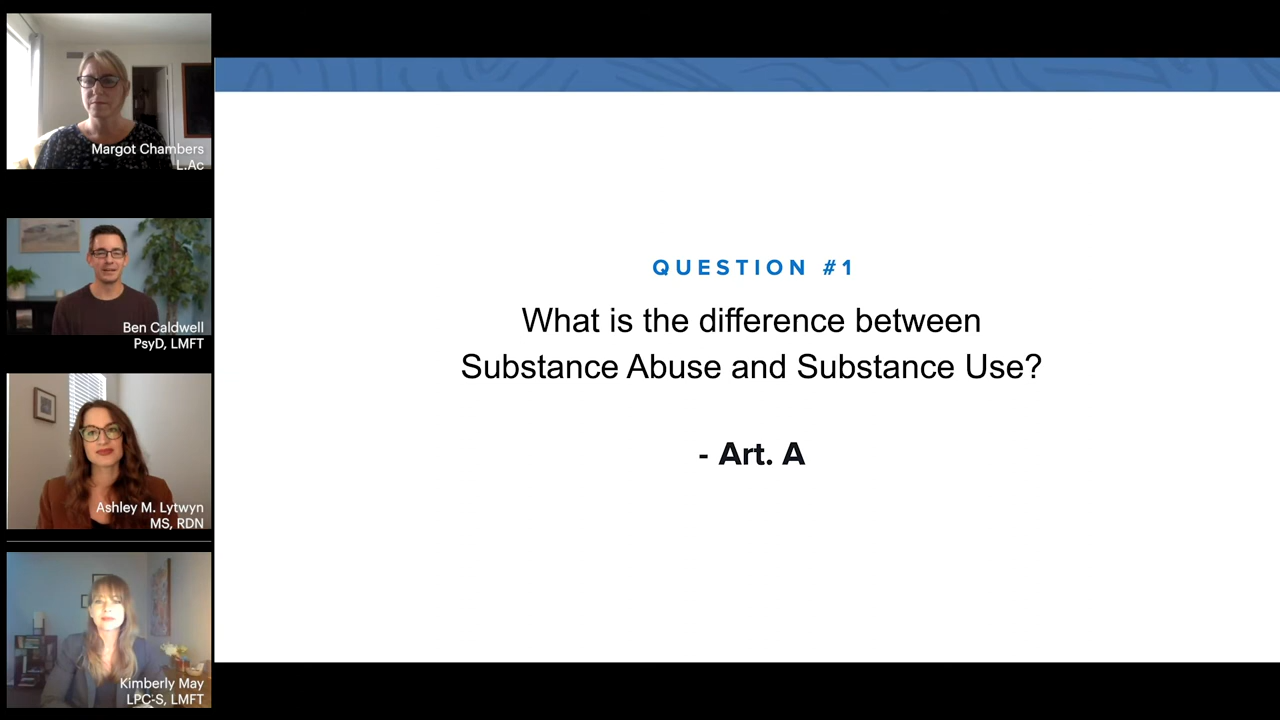 Margot Chambers
L.Ac
Ben Caldwell
PsyD, LMFT
Ashley M. Lytwyn
MS, RDN
Kimberly May
LPC-S, LMFT
QUESTION #1
What is the difference between
Substance Abuse and Substance Use?
- Art. A